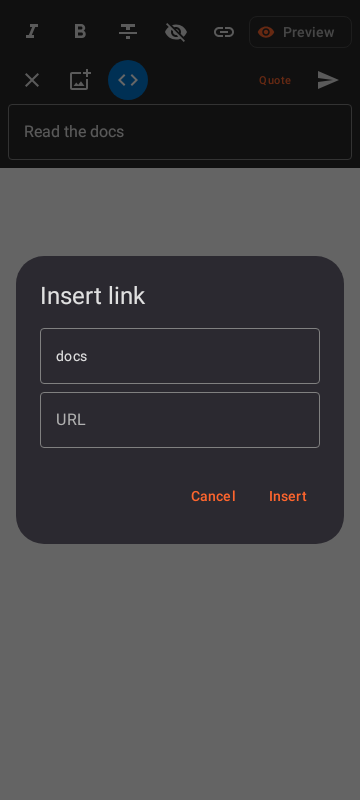 Preview
Quote
Read the docs
Insert link
docs
URL
Cancel Insert